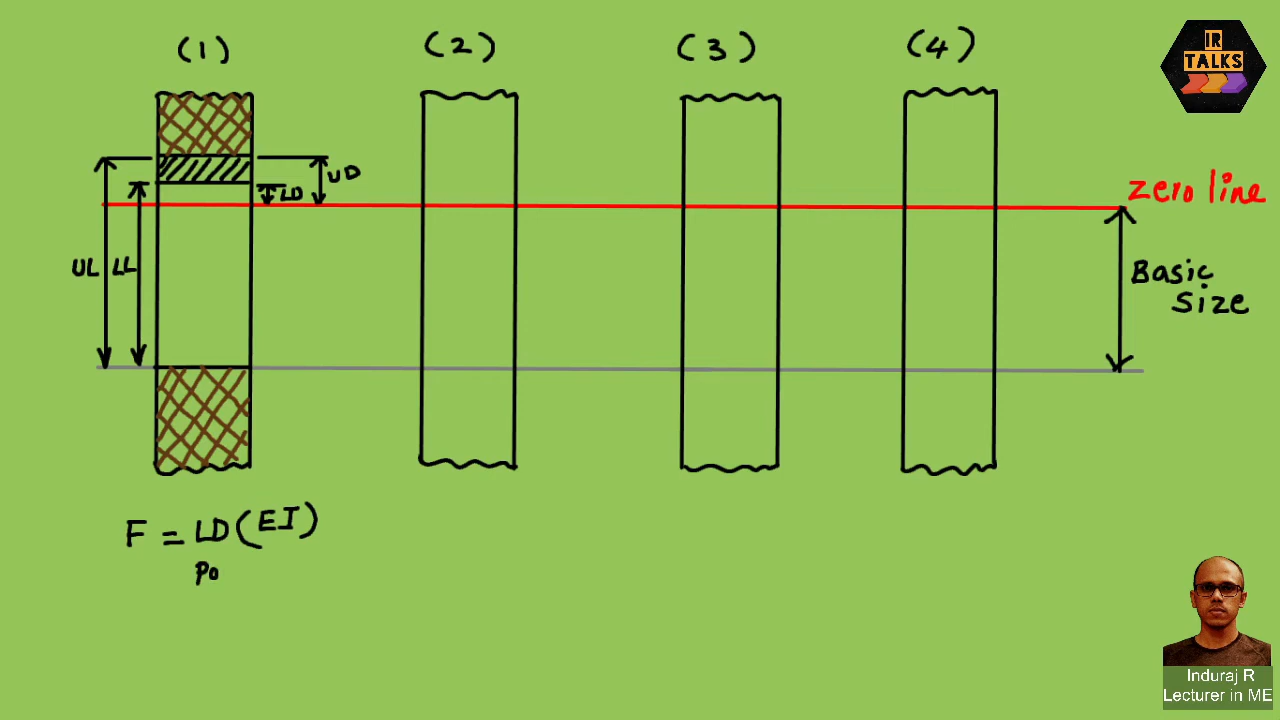 (1)
(2)
(3)
(4)
IR
TALKS
UD
LD
Zero line
UL
LL
Basic
Size
F = LD (EI)
Po
Induraj R
Lecturer in ME